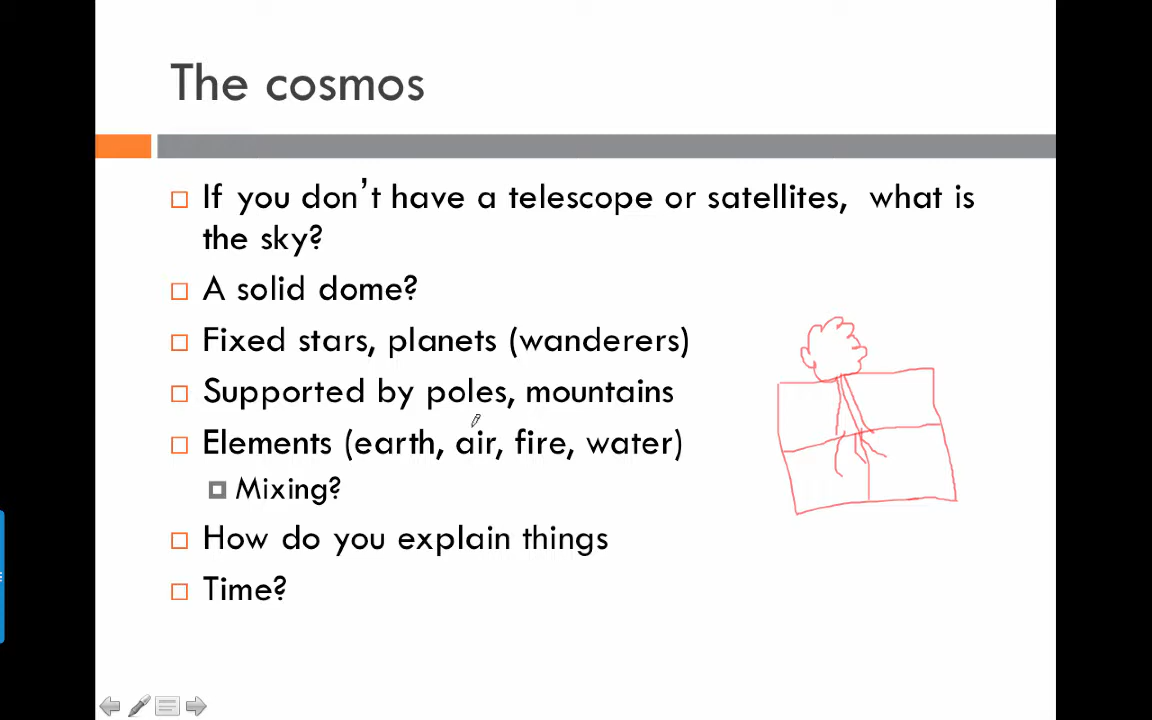 The cosmos
If you don't have a telescope or satellites, what is
the sky?
A solid dome?
Fixed stars, planets (wanderers)
Supported by poles, mountains
Elements (earth, air, fire, water)
Mixing?
How do you explain things
Time?